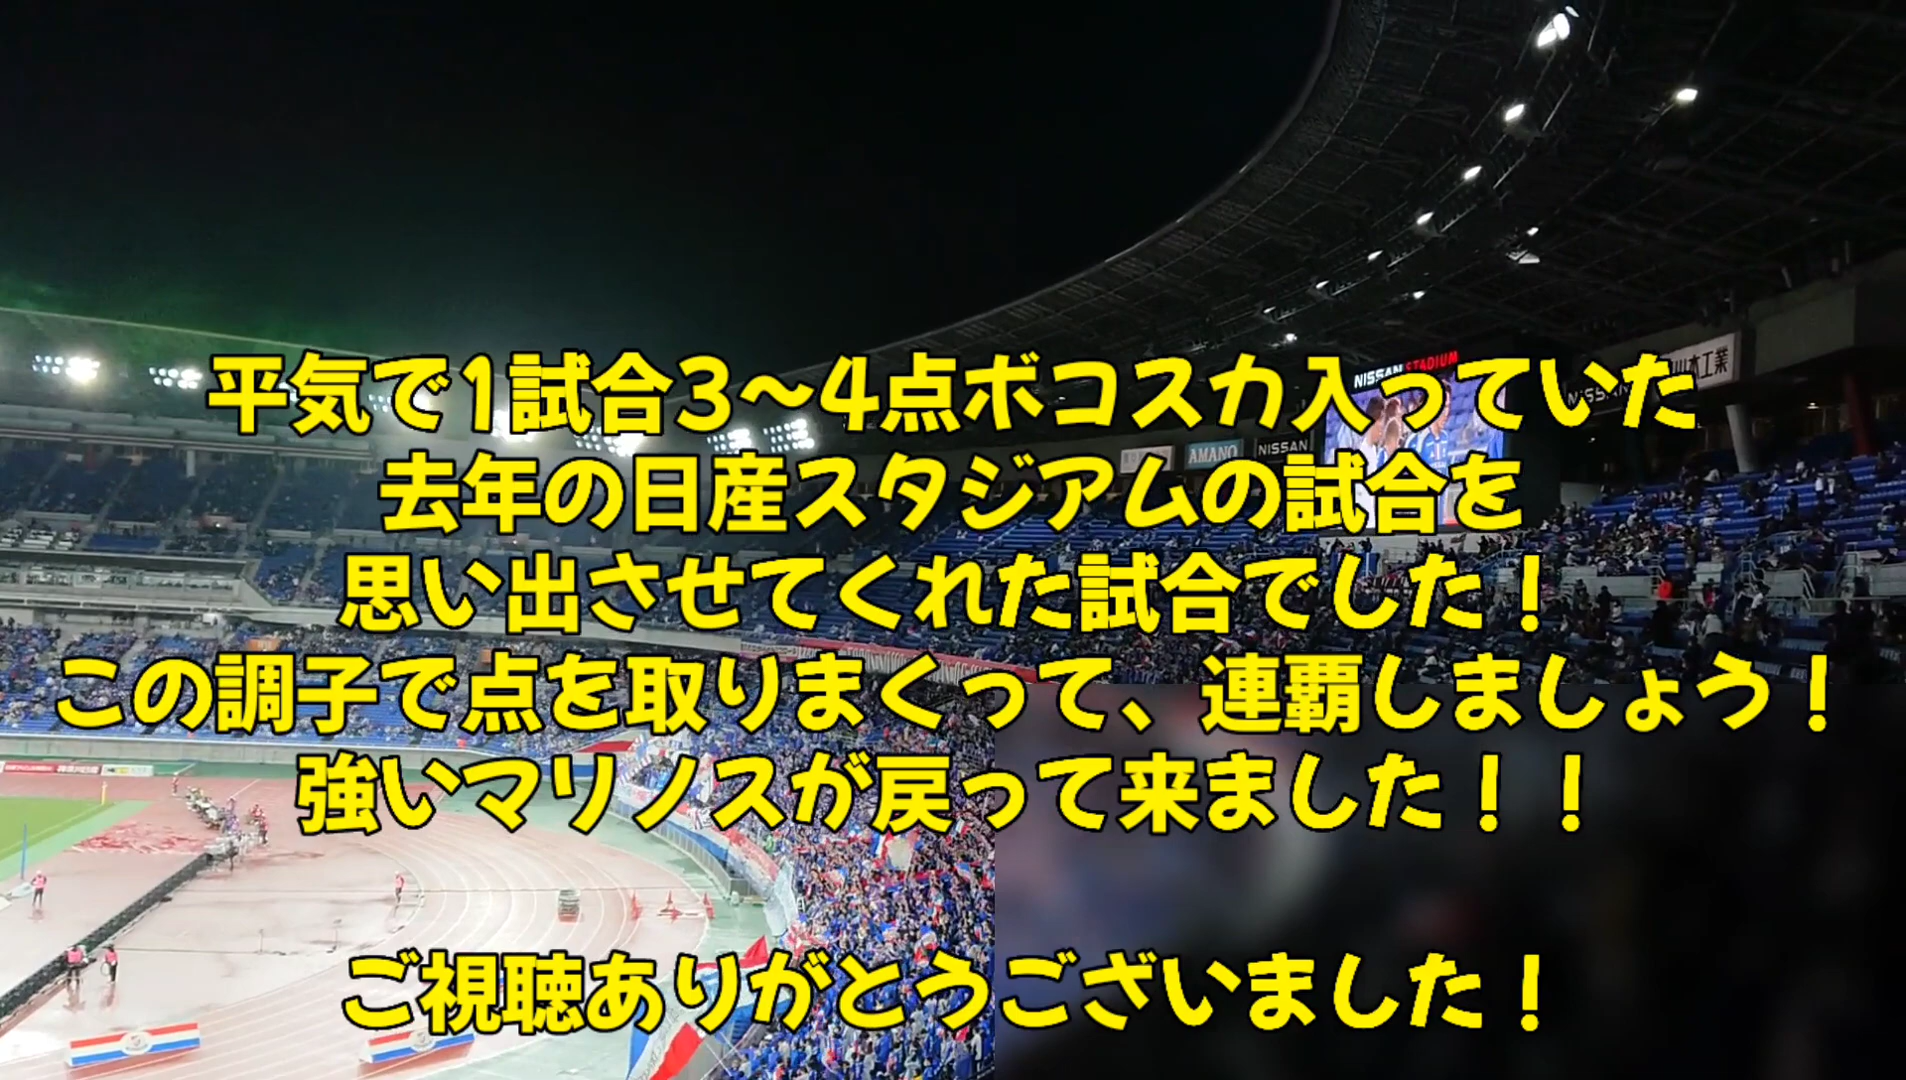 平気で1試合3〜4点ボコスカ入っていた
去年の日産スタジアムの試合を
思い出させてくれた試合でした！
この調子で点を取りまくって、連覇しましょう！
強いマリノスが戻って来ました！！
ご視聴ありがとうございました！
NISSAN STADIUM
AMANO
NISSAN
NISSAN